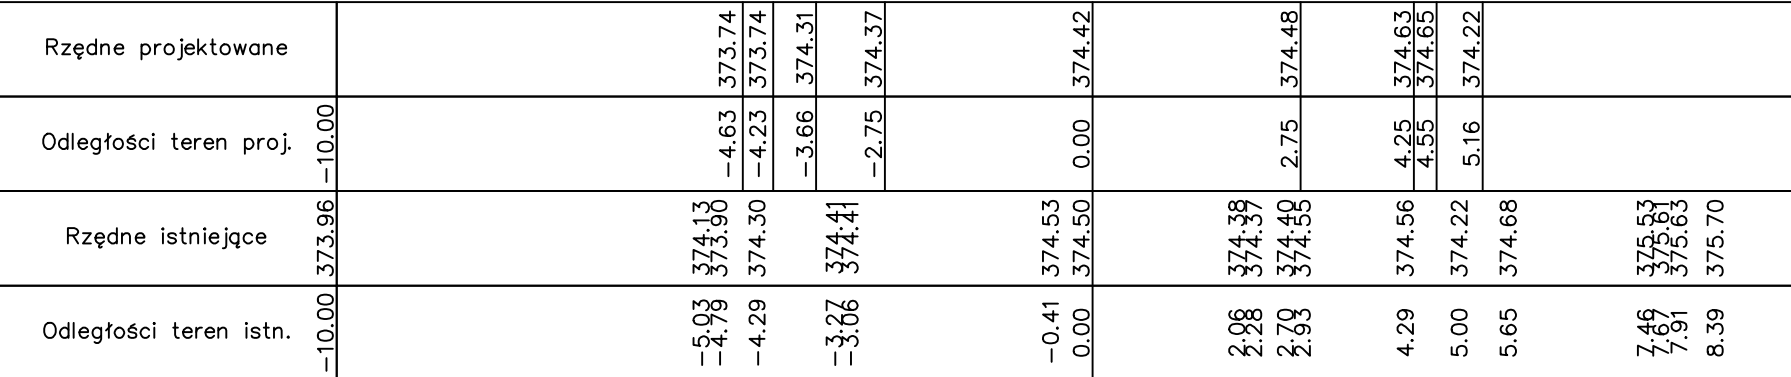 Rzędne projektowane 373.74 373.74 374.31 374.37 374.42 374.48 374.63 374.65 374.22
Odległości teren proj. -10.00 -4.63 -4.23 -3.66 -2.75 0.00 2.75 4.25 4.55 5.16
Rzędne istniejące 373.96 374.13 373.90 374.30 374.41 374.41 374.53 374.50 374.38 374.37 374.40 374.55 374.56 374.22 374.68 375.53 375.61 375.63 375.70
Odległości teren istn. -10.00 -5.03 -4.79 -4.29 -3.27 -3.06 -0.41 0.00 2.06 2.28 2.70 2.93 4.29 5.00 5.65 7.46 7.67 7.91 8.39